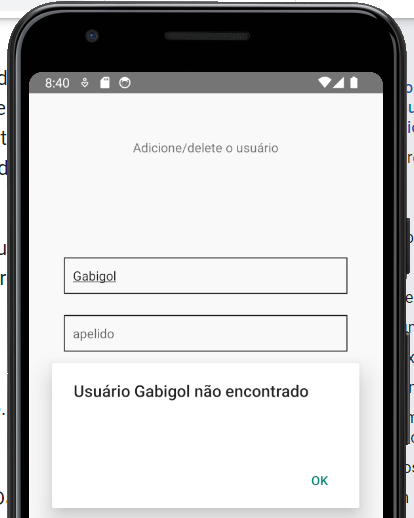 8:40
Adicione/delete o usuário
Gabigol
apelido
Usuário Gabigol não encontrado
OK